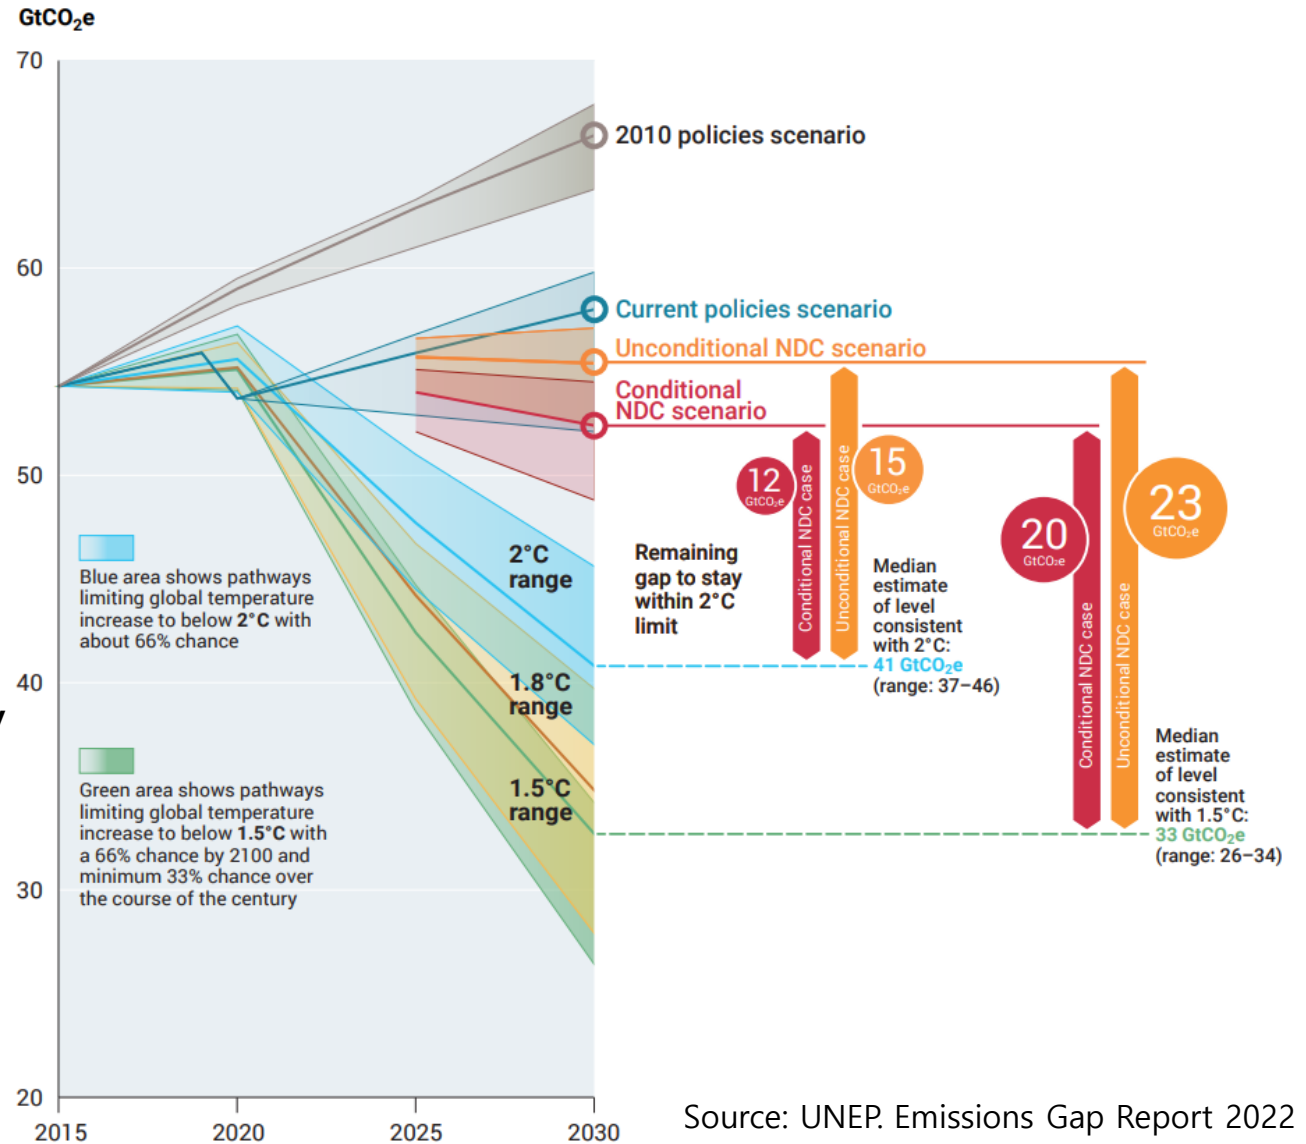 GtCO₂e
70
60
50
40
30
20
2015
2020
2025
2030
2010 policies scenario
Current policies scenario
Unconditional NDC scenario
Conditional
NDC scenario
Blue area shows pathways
limiting global temperature
increase to below 2°C with
about 66% chance
Green area shows pathways
limiting global temperature
increase to below 1.5°C with
a 66% chance by 2100 and
minimum 33% chance over
the course of the century
2°C
range
1.8°C
range
1.5°C
range
Remaining
gap to stay
within 2°C
limit
12
GtCO₂e
Conditional NDC case
Unconditional NDC case
15
GtCO₂e
Median
estimate
of level
consistent
with 2°C:
41 GtCO₂e
(range: 37–46)
20
GtCO₂e
Conditional NDC case
Unconditional NDC case
23
GtCO₂e
Median
estimate
of level
consistent
with 1.5°C:
33 GtCO₂e
(range: 26–34)
Source: UNEP. Emissions Gap Report 2022